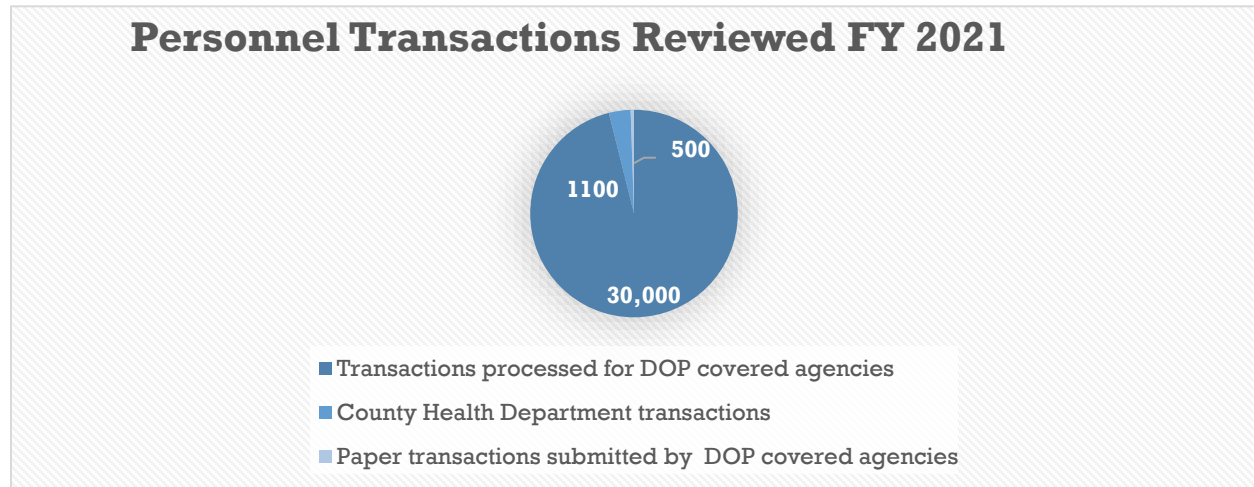 Personnel Transactions Reviewed FY 2021
500
1100
30,000
Transactions processed for DOP covered agencies
County Health Department transactions
Paper transactions submitted by  DOP covered agencies